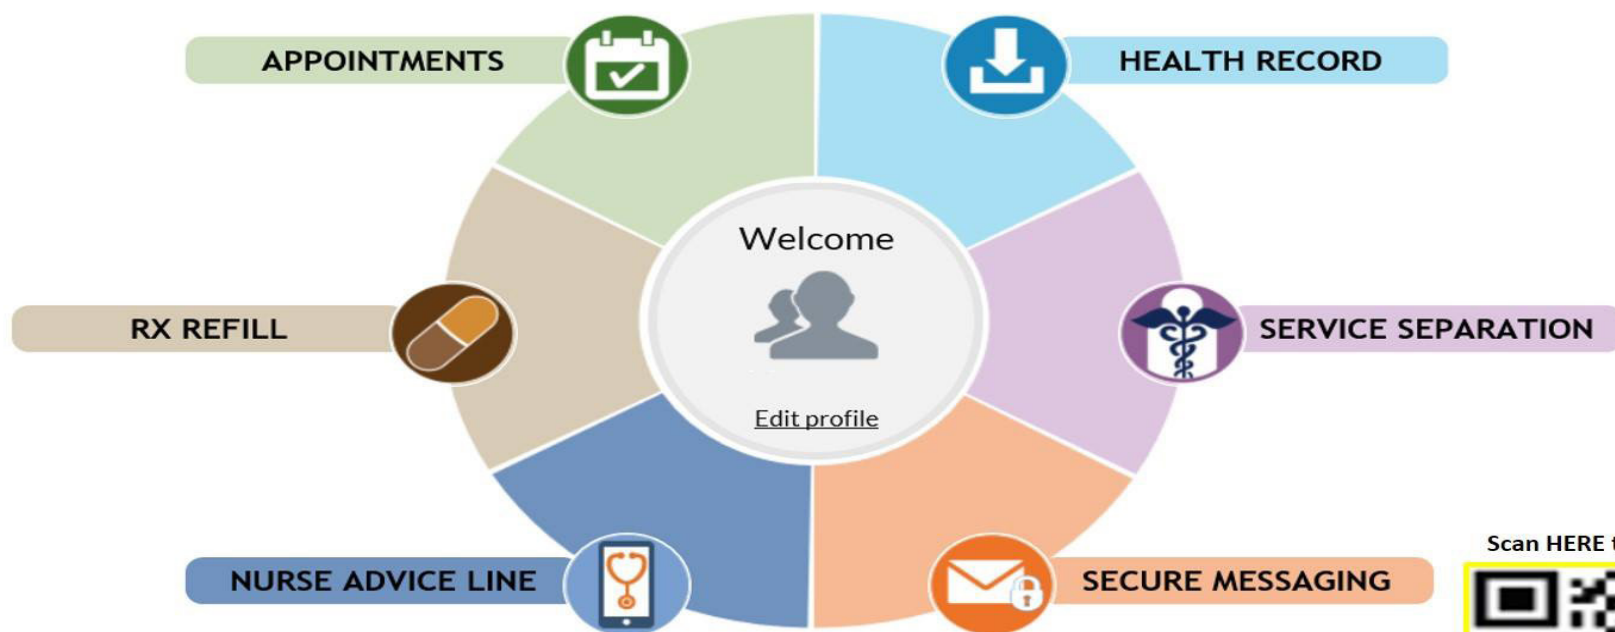 APPOINTMENTS
HEALTH RECORD
Welcome
RX REFILL
SERVICE SEPARATION
Edit profile
Scan HERE
NURSE ADVICE LINE
SECURE MESSAGING